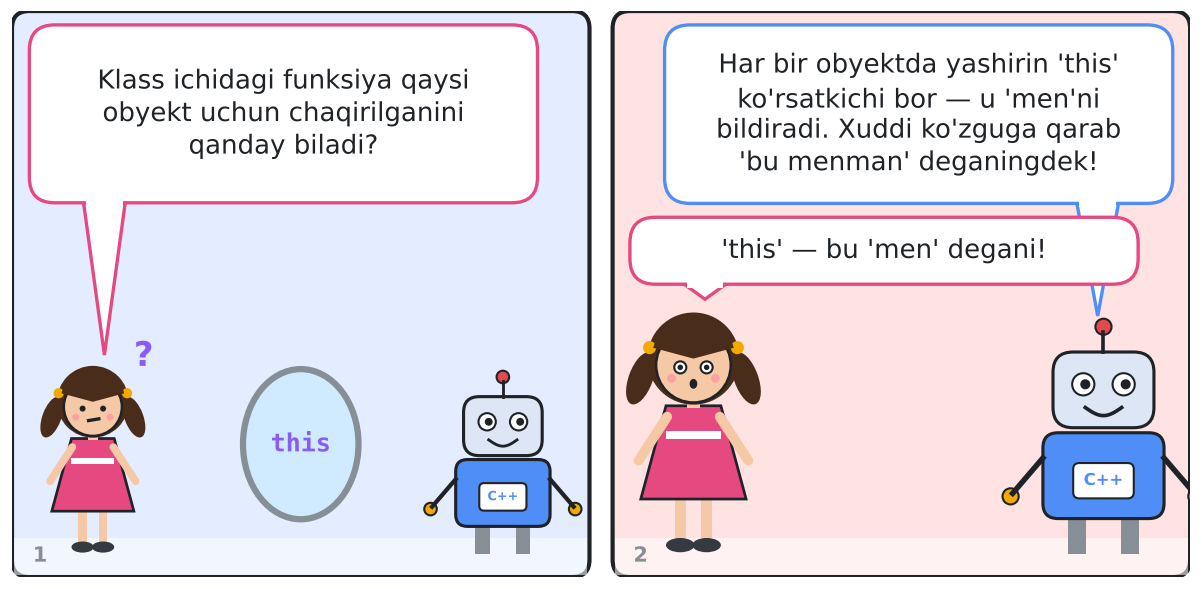 Klass ichidagi funksiya qaysi
obyekt uchun chaqirilganini
qanday biladi?
?
this
C++
1
Har bir obyektda yashirin 'this'
ko'rsatkichi bor — u 'men'ni
bildiradi. Xuddi ko'zguga qarab
'bu menman' deganingdek!
'this' — bu 'men' degani!
C++
2